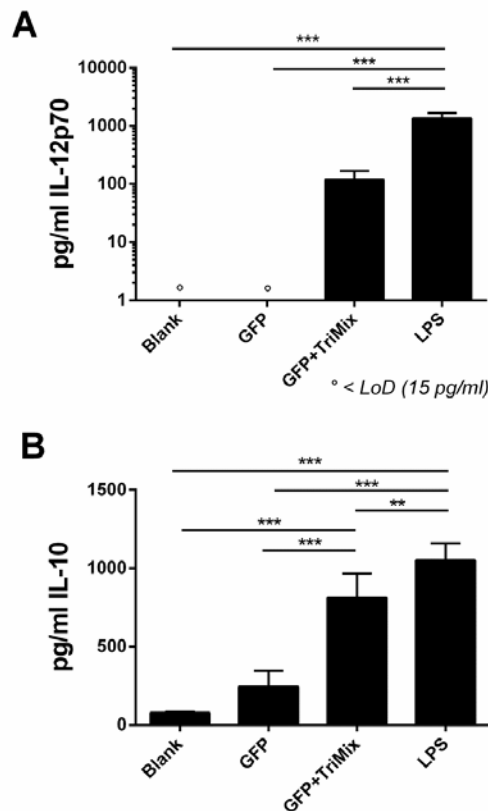 A
***
***
***
pg/ml IL-12p70
10000
1000
100
10
1
Blank
GFP
GFP+TriMix
LPS
° < LoD (15 pg/ml)
B
***
***
**
***
***
pg/ml IL-10
1500
1000
500
0
Blank
GFP
GFP+TriMix
LPS